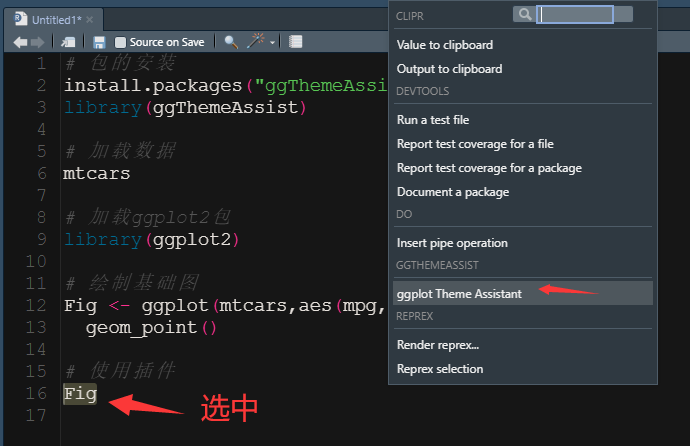 Untitled1*
Source on Save
1 # 包的安装
2 install.packages("ggThemeAssi
3 library(ggThemeAssist)
4
5 # 加载数据
6 mtcars
7
8 # 加载ggplot2包
9 library(ggplot2)
10
11 # 绘制基础图
12 Fig <- ggplot(mtcars,aes(mpg,
13 geom_point()
14
15 # 使用插件
16 Fig
17
选中
CLIPR
Value to clipboard
Output to clipboard
DEVTOOLS
Run a test file
Report test coverage for a file
Report test coverage for a package
Document a package
DO
Insert pipe operation
GGTHEMEASSIST
ggplot Theme Assistant
REPREX
Render reprex...
Reprex selection